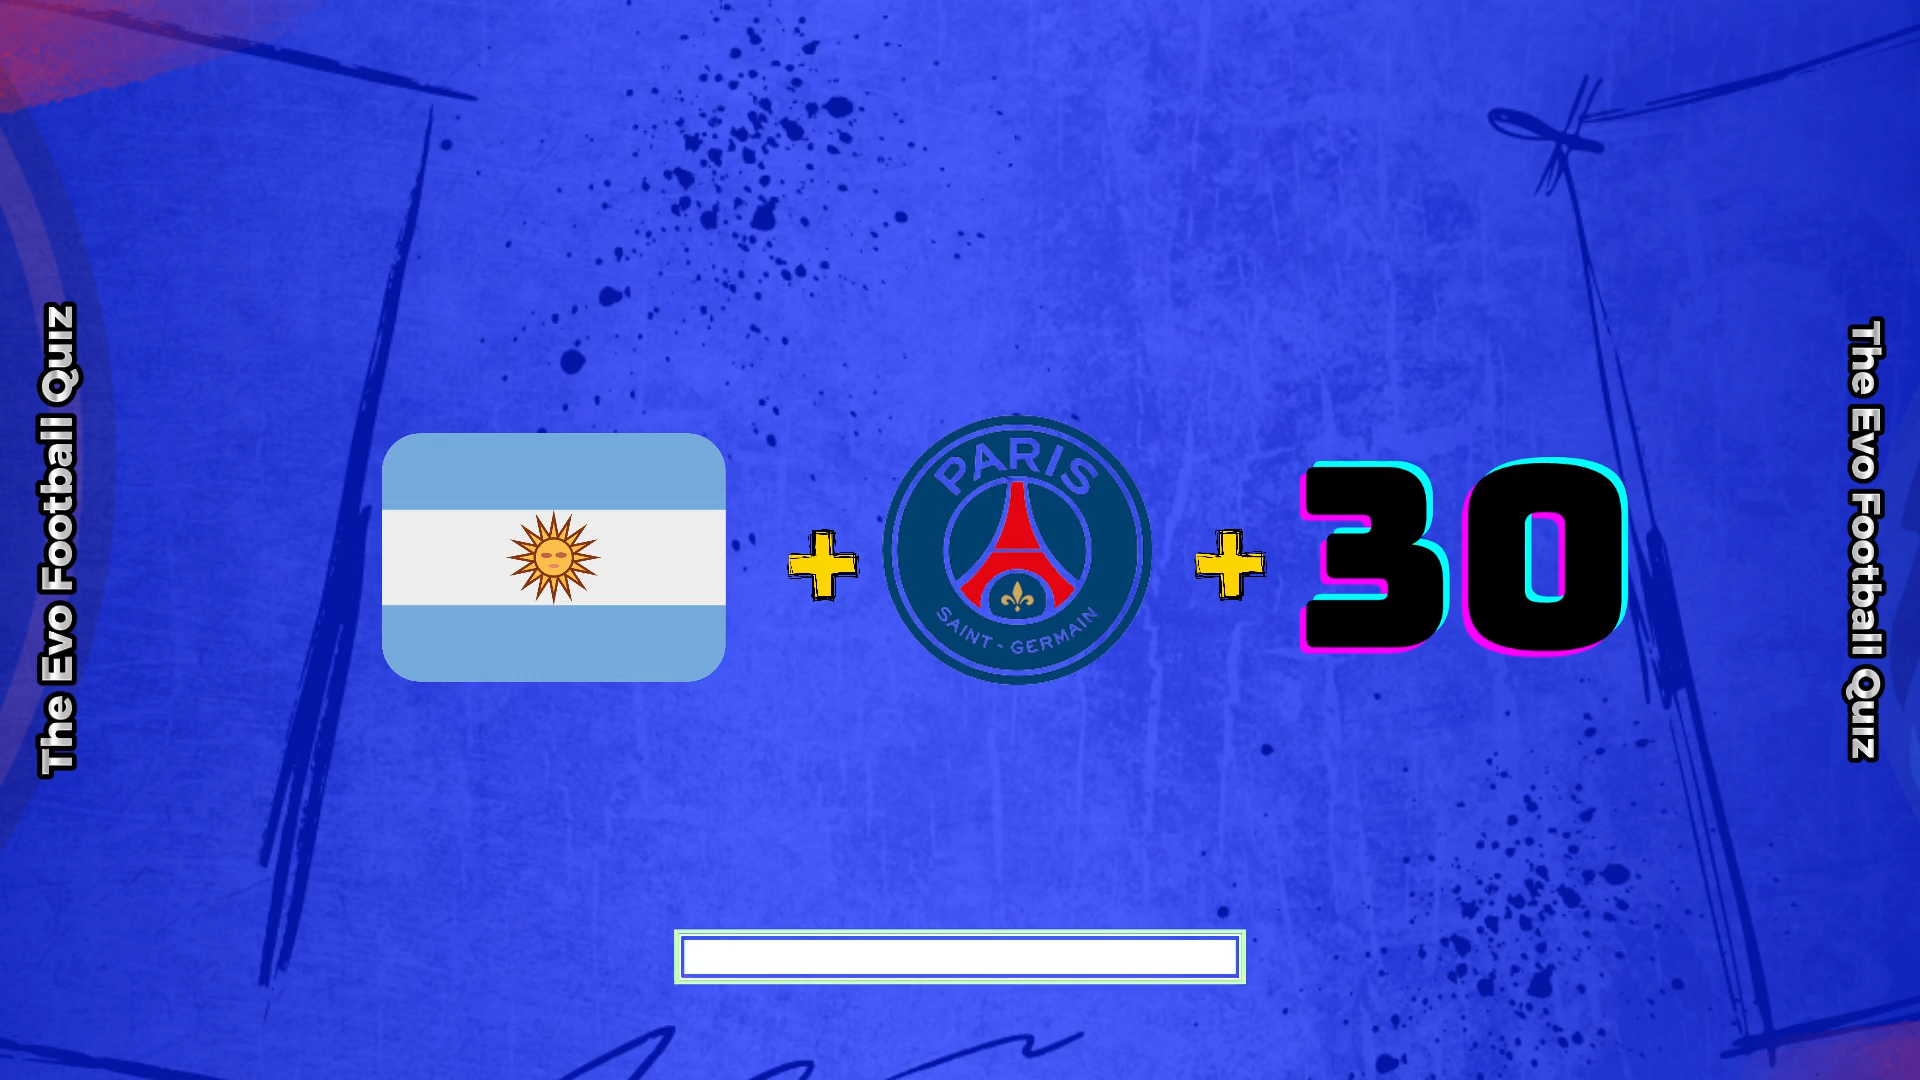 The Evo Football Quiz
PARIS
SAINT - GERMAIN
30
The Evo Football Quiz